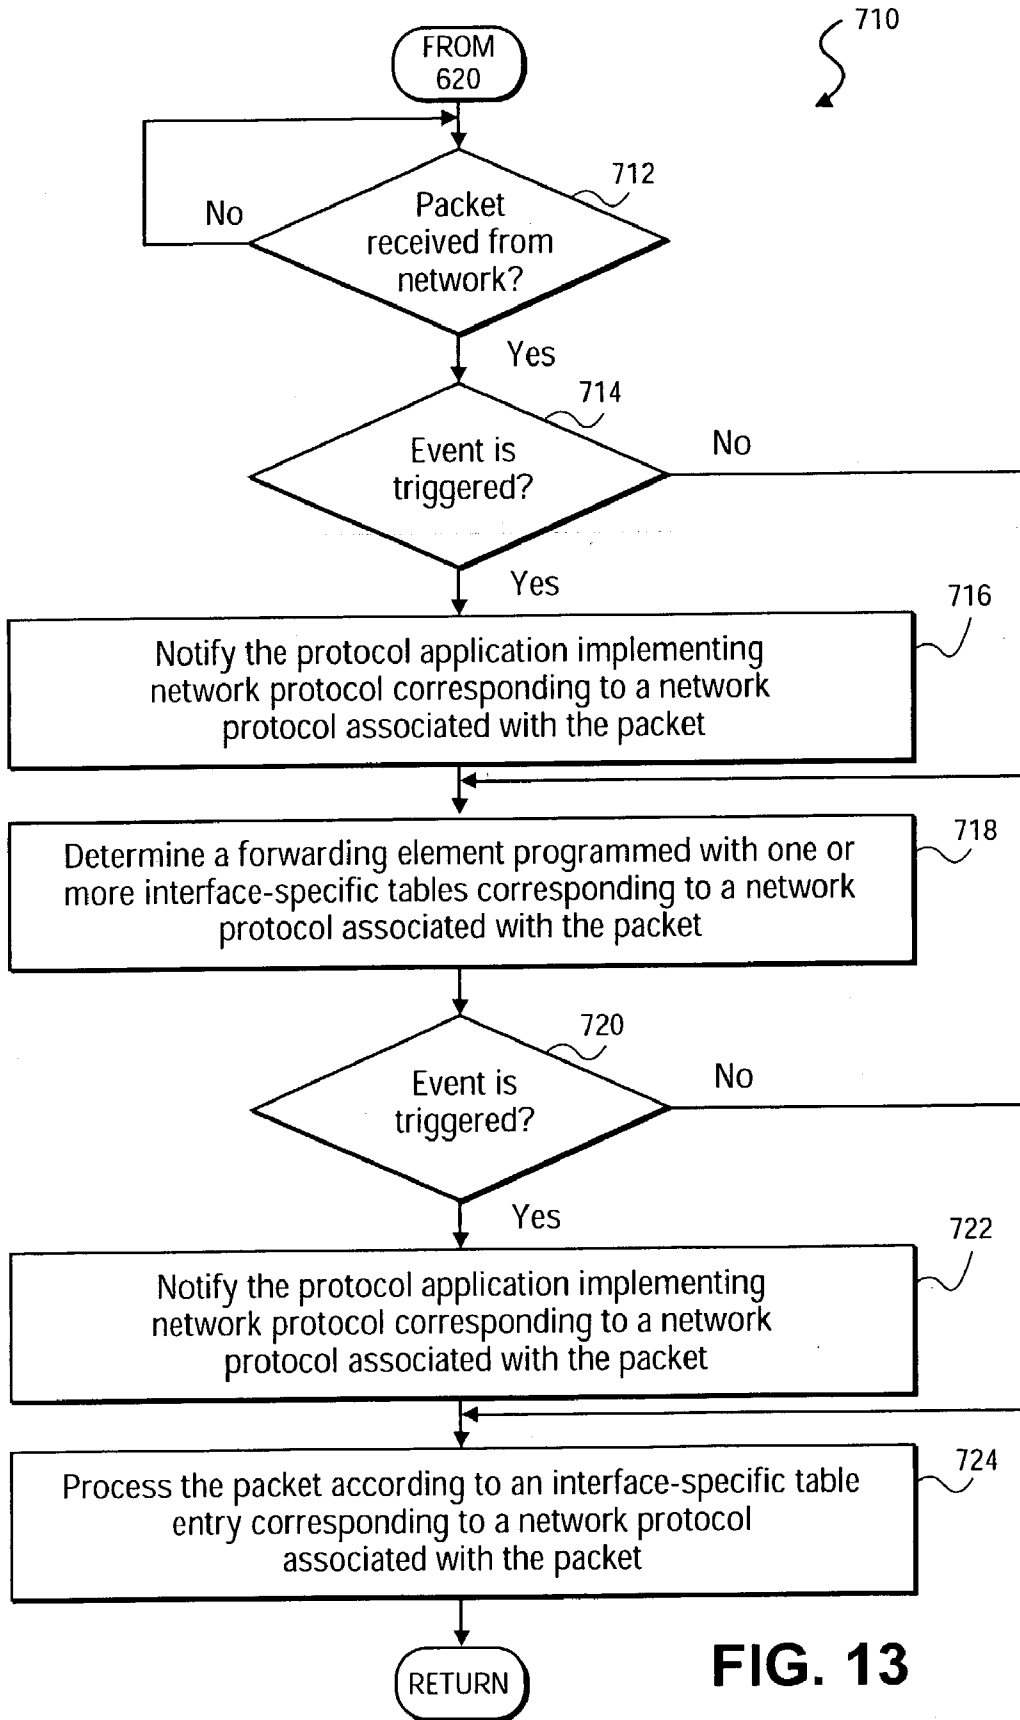 710
FROM
620
712
No
Packet
received from
network?
Yes
714
No
Event is
triggered?
Yes
716
Notify the protocol application implementing
network protocol corresponding to a network
protocol associated with the packet
718
Determine a forwarding element programmed with one or
more interface-specific tables corresponding to a network
protocol associated with the packet
720
No
Event is
triggered?
Yes
722
Notify the protocol application implementing
network protocol corresponding to a network
protocol associated with the packet
724
Process the packet according to an interface-specific table
entry corresponding to a network protocol
associated with the packet
RETURN
FIG. 13